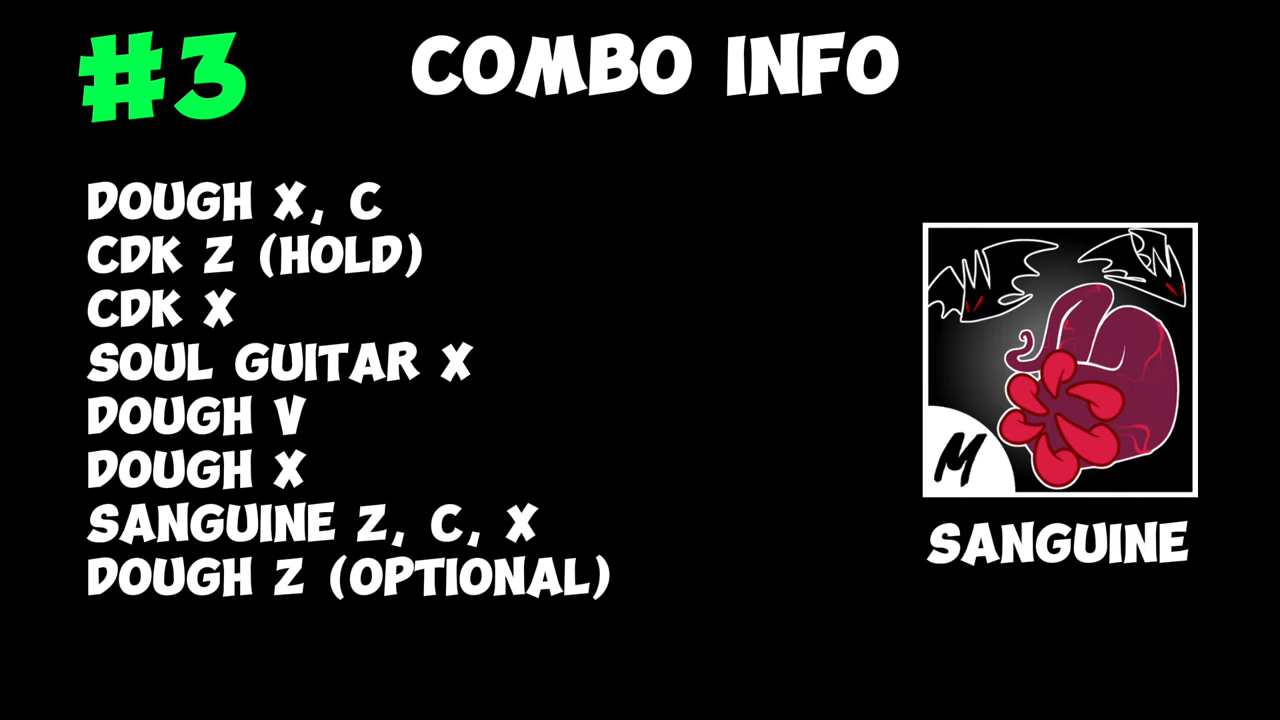 #3
COMBO INFO
DOUGH X, C
CDK Z (HOLD)
CDK X
SOUL GUITAR X
DOUGH V
DOUGH X
SANGUINE Z, C, X
DOUGH Z (OPTIONAL)
M
SANGUINE